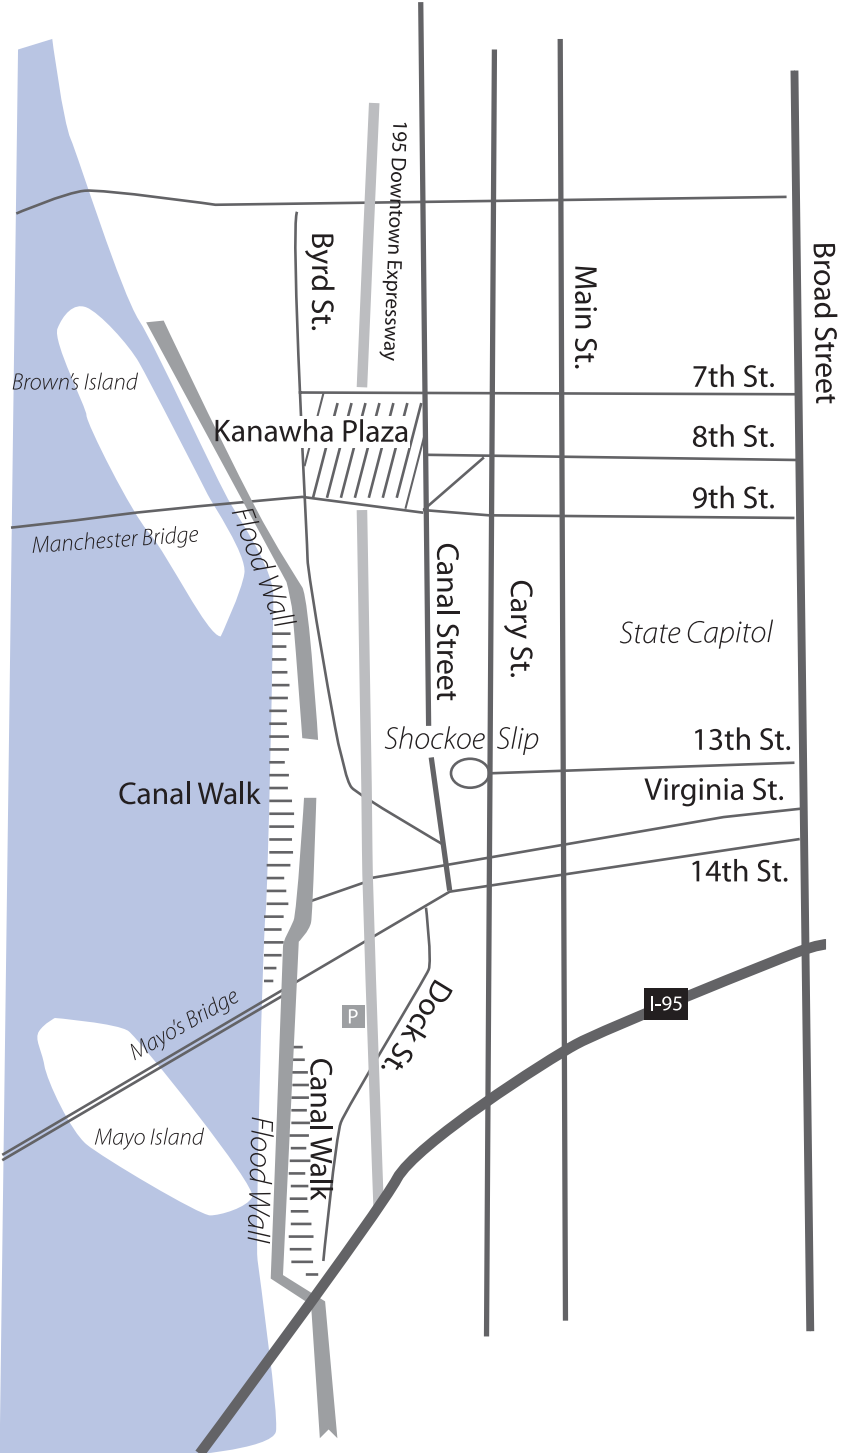 195 Downtown Expressway
Byrd St.
Broad Street
Main St.
7th St.
Brown's Island
Kanawha Plaza
8th St.
9th St.
Manchester Bridge
Flood Wall
Canal Street
Cary St.
State Capitol
Shockoe Slip
13th St.
Canal Walk
Virginia St.
14th St.
Dock St.
I-95
P
Mayo's Bridge
Canal Walk
Mayo Island
Flood Wall